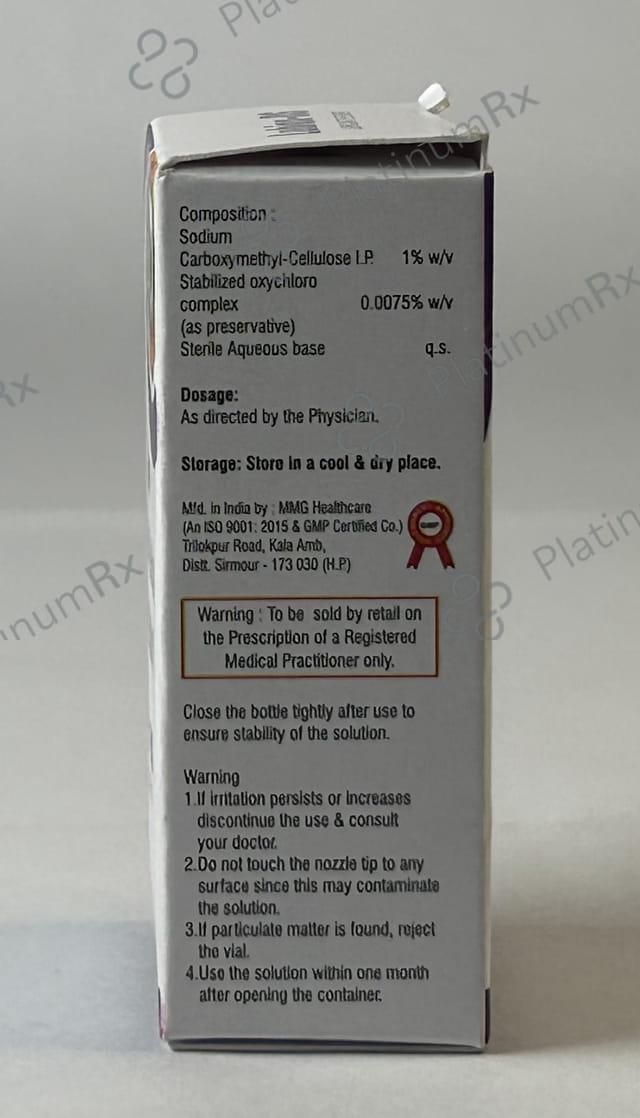 Composition :
Sodium
Carboxymethyl-Cellulose I.P. 1% w/v
Stabilized oxychloro
complex 0.0075% w/v
(as preservative)
Sterile Aqueous base q.s.
Dosage:
As directed by the Physician.
Storage: Store in a cool & dry place.
Mfd. in India by : MMG Healthcare
(An ISO 9001: 2015 & GMP Certified Co.)
Trilokpur Road, Kala Amb,
Distt. Sirmour - 173 030 (H.P.)
Warning : To be sold by retail on
the Prescription of a Registered
Medical Practitioner only.
Close the bottle tightly after use to
ensure stability of the solution.
Warning
1.If irritation persists or increases
discontinue the use & consult
your doctor.
2.Do not touch the nozzle tip to any
surface since this may contaminate
the solution.
3.If particulate matter is found, reject
the vial.
4.Use the solution within one month
after opening the container.
PlatinumRx
PlatinumRx